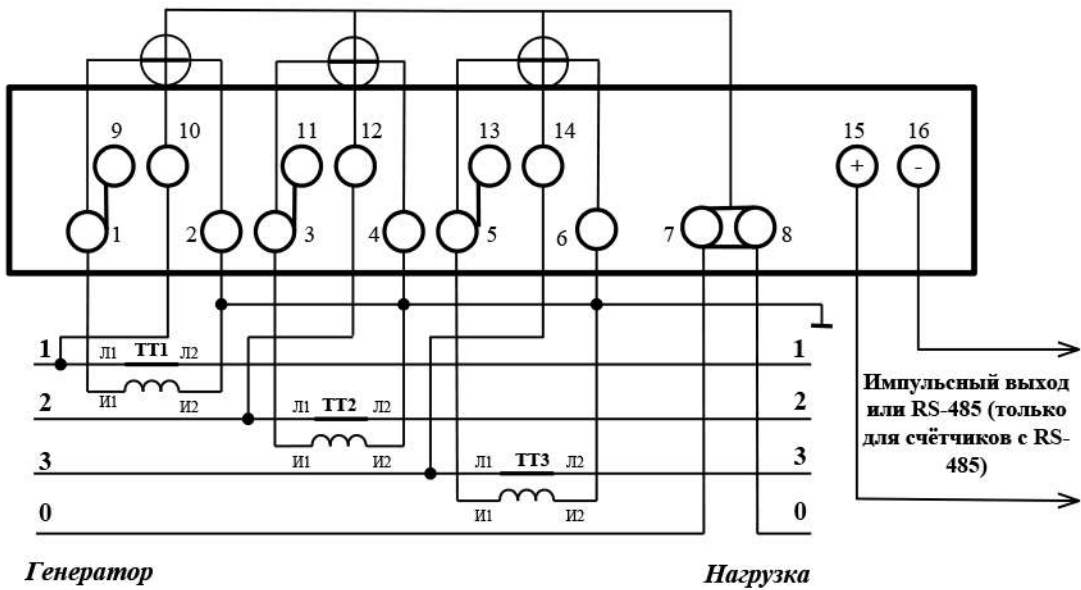 9 10 11 12 13 14 15 16
+ -
1 2 3 4 5 6 7 8
1 Л1 ТТ1 Л2 1
И1 И2
2 Л1 ТТ2 Л2 2
И1 И2
3 Л1 ТТ3 Л2 3
И1 И2
0 0
Импульсный выход
или RS-485 (только
для счётчиков с RS-
485)
Генератор Нагрузка